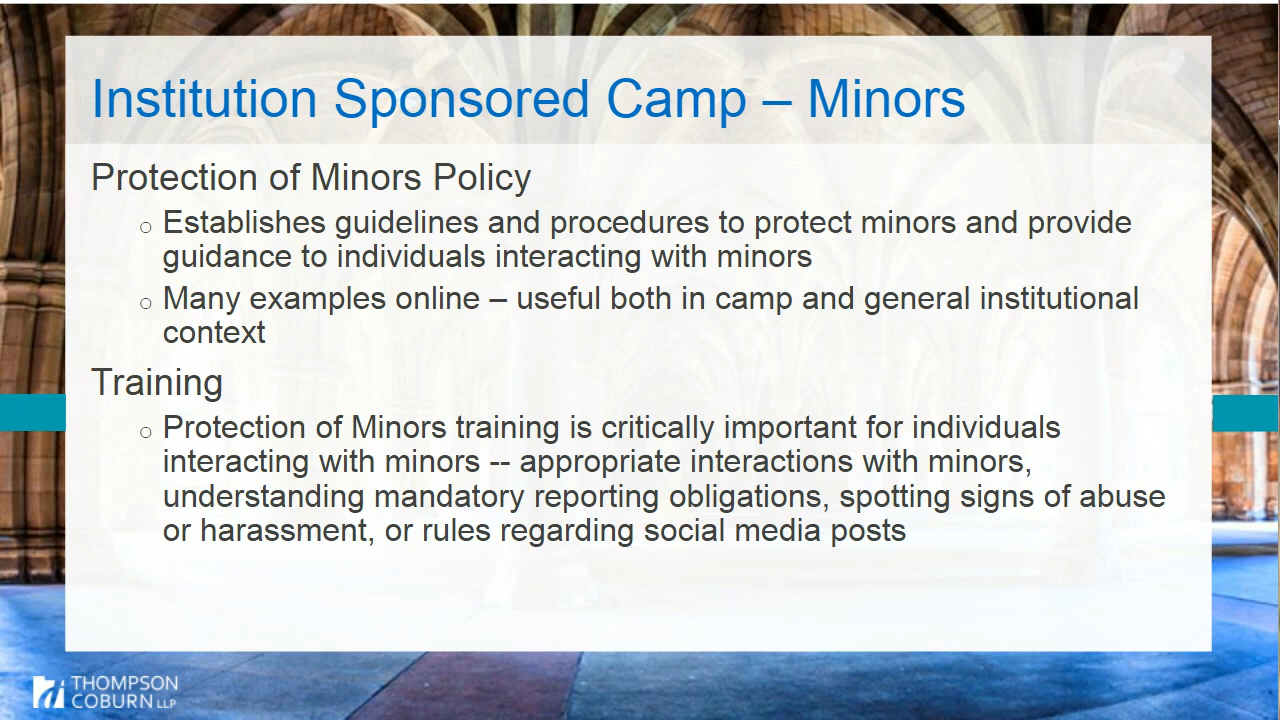 Institution Sponsored Camp – Minors
Protection of Minors Policy
o Establishes guidelines and procedures to protect minors and provide
guidance to individuals interacting with minors
o Many examples online – useful both in camp and general institutional
context
Training
o Protection of Minors training is critically important for individuals
interacting with minors -- appropriate interactions with minors,
understanding mandatory reporting obligations, spotting signs of abuse
or harassment, or rules regarding social media posts
THOMPSON
COBURN LLP